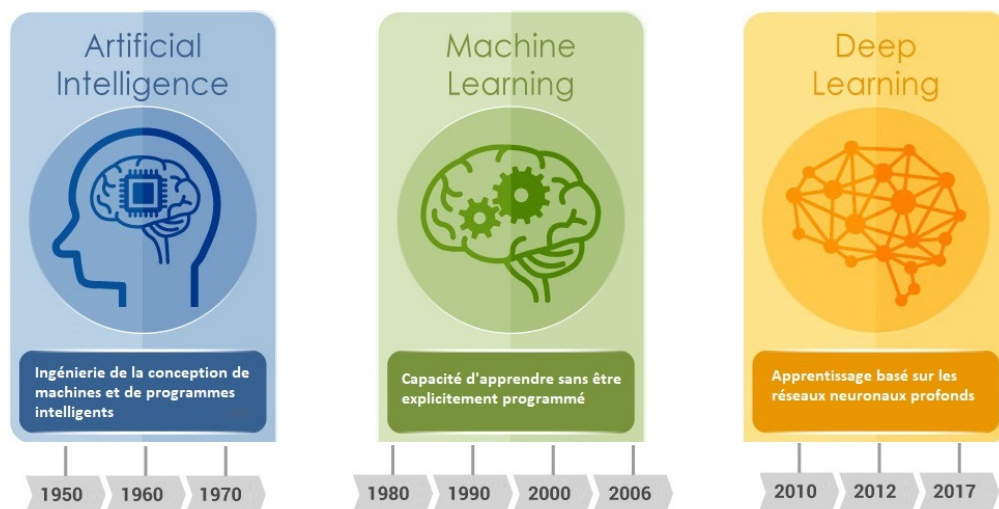 Artificial
Intelligence
Ingénierie de la conception de
machines et de programmes
intelligents
1950 1960 1970
Machine
Learning
Capacité d'apprendre sans être
explicitement programmé
1980 1990 2000 2006
Deep
Learning
Apprentissage basé sur les
réseaux neuronaux profonds
2010 2012 2017